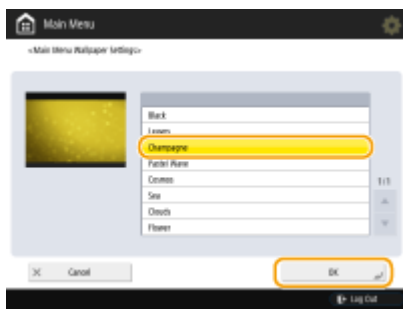 Main Menu
<Main Menu Wallpaper Settings>
Black
Leaves
Champagne
Pastel Wave
Cosmos
Sea
Clouds
Flower
1/1
Cancel
OK
Log Out